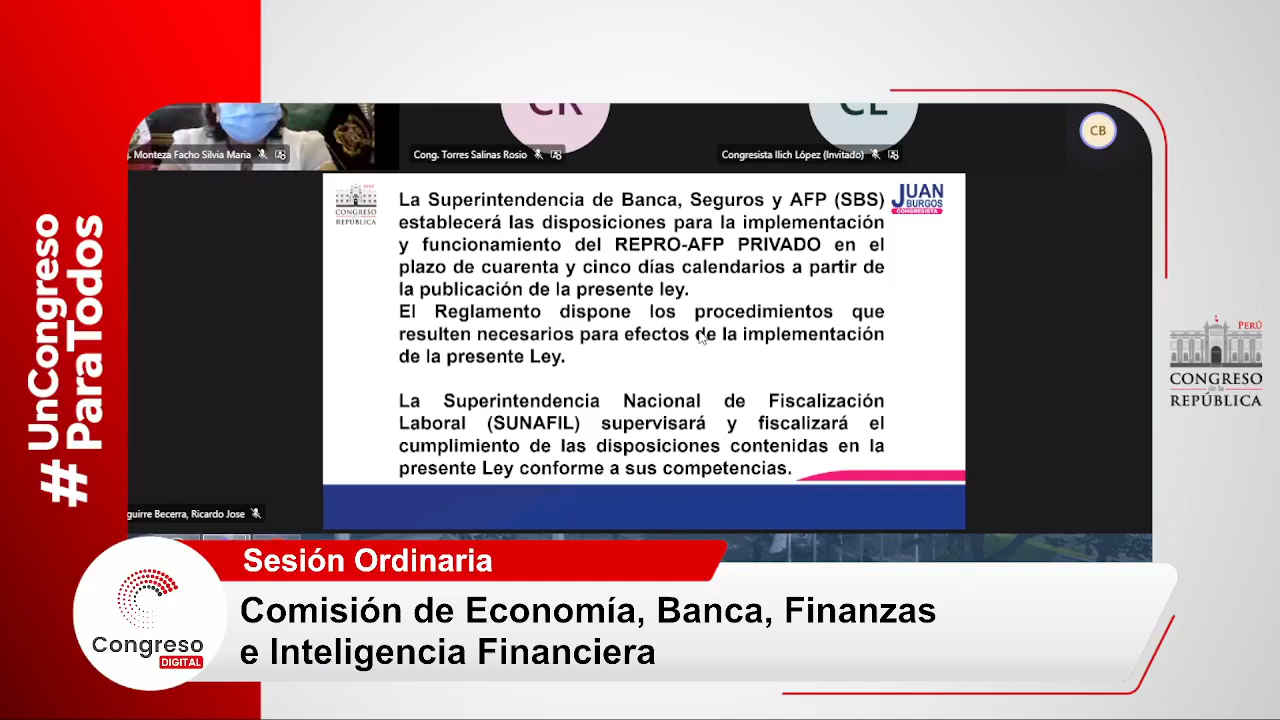 #UnCongreso
ParaTodos
CR
CL
CB
. Monteza Facho Silvia Maria
Cong. Torres Salinas Rosio
Congresista Ilich López (Invitado)
PERÚ
CONGRESO
REPÚBLICA
JUAN
BURGOS
CONGRESISTA
La Superintendencia de Banca, Seguros y AFP (SBS)
establecerá las disposiciones para la implementación
y funcionamiento del REPRO-AFP PRIVADO en el
plazo de cuarenta y cinco días calendarios a partir de
la publicación de la presente ley.
El Reglamento dispone los procedimientos que
resulten necesarios para efectos de la implementación
de la presente Ley.
La Superintendencia Nacional de Fiscalización
Laboral (SUNAFIL) supervisará y fiscalizará el
cumplimiento de las disposiciones contenidas en la
presente Ley conforme a sus competencias.
guirre Becerra, Ricardo Jose
PERÚ
CONGRESO
de la
REPÚBLICA
Sesión Ordinaria
Comisión de Economía, Banca, Finanzas
e Inteligencia Financiera
Congreso
DIGITAL